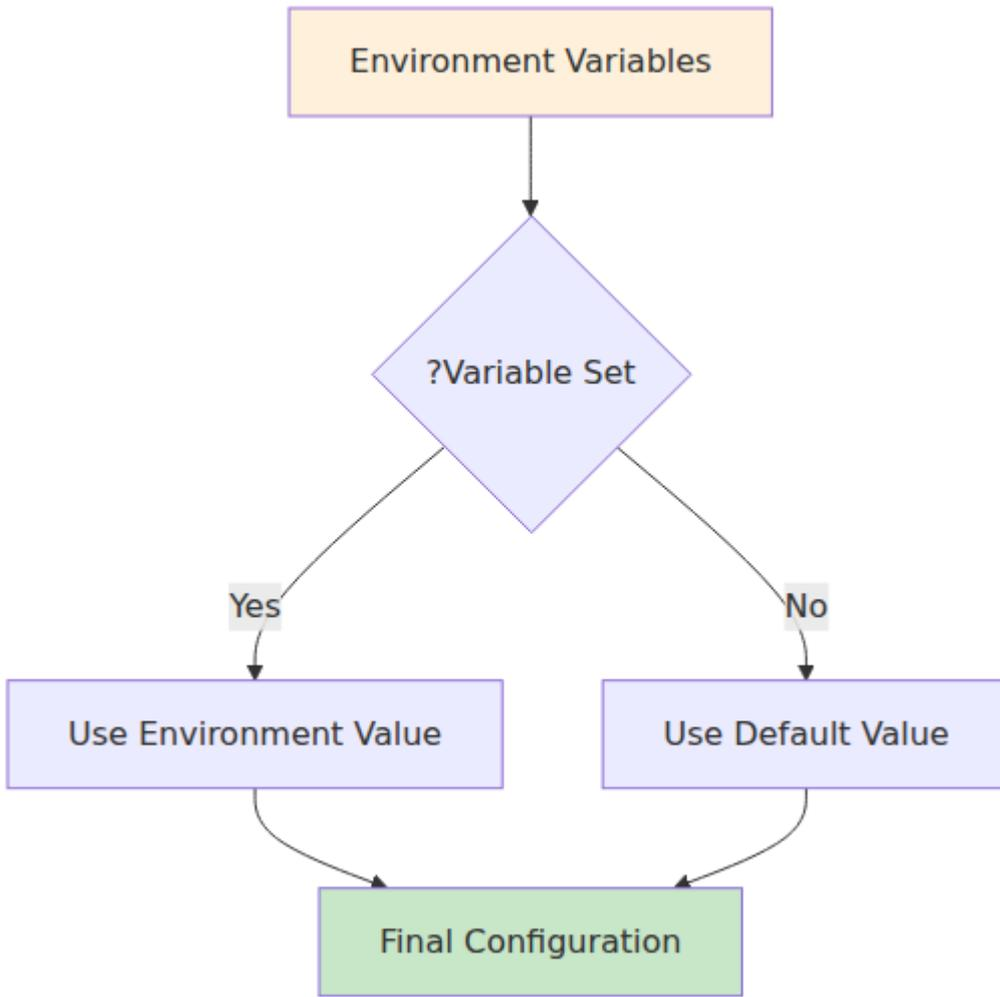 Environment Variables
?Variable Set
Yes
No
Use Environment Value
Use Default Value
Final Configuration